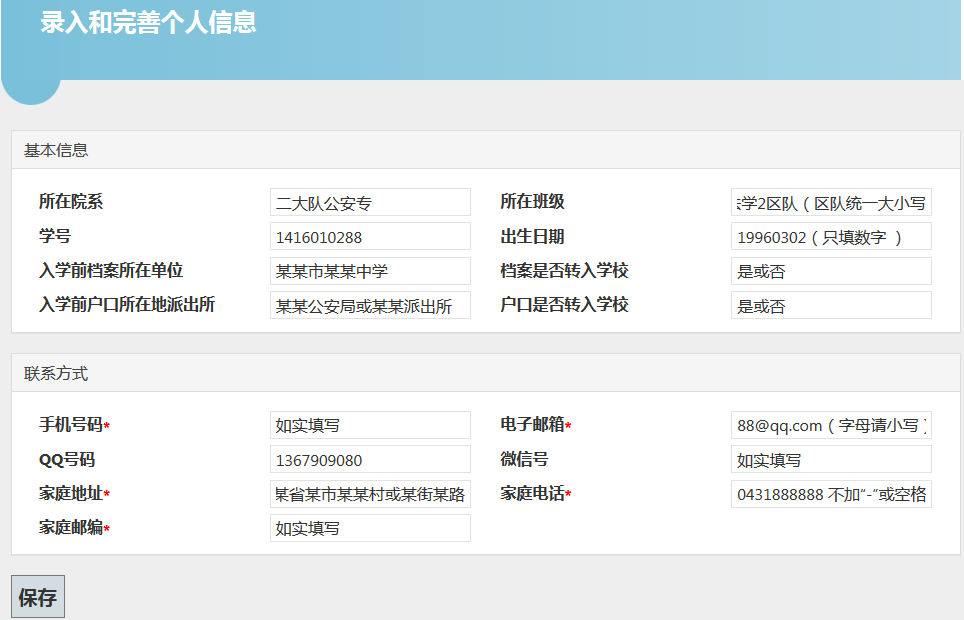 录入和完善个人信息
基本信息
所在院系 二大队公安专 所在班级 学2区队（区队统一大小写
学号 1416010288 出生日期 19960302（只填数字 ）
入学前档案所在单位 某某市某某中学 档案是否转入学校 是或否
入学前户口所在地派出所 某某公安局或某某派出所 户口是否转入学校 是或否
联系方式
手机号码* 如实填写 电子邮箱* 88@qq.com（字母请小写）
QQ号码 1367909080 微信号 如实填写
家庭地址* 某省某市某某村或某街某路 家庭电话* 0431888888 不加“-”或空格
家庭邮编* 如实填写
保存